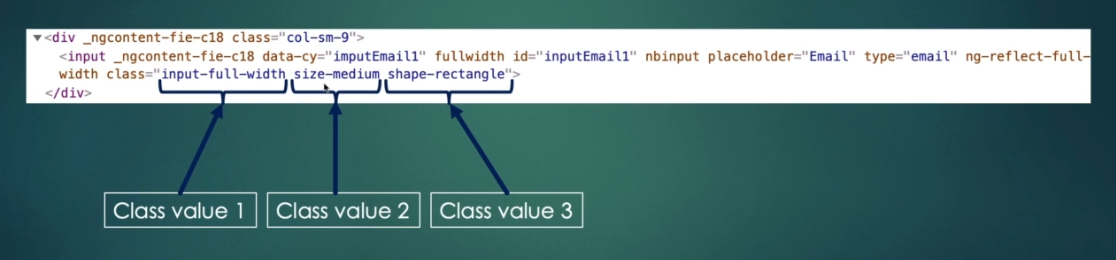 ▼<div _ngcontent-fie-c18 class="col-sm-9">
<input _ngcontent-fie-c18 data-cy="imputEmail1" fullwidth id="inputEmail1" nbinput placeholder="Email" type="email" ng-reflect-full-
width class="input-full-width size-medium shape-rectangle">
</div>
Class value 1 Class value 2 Class value 3